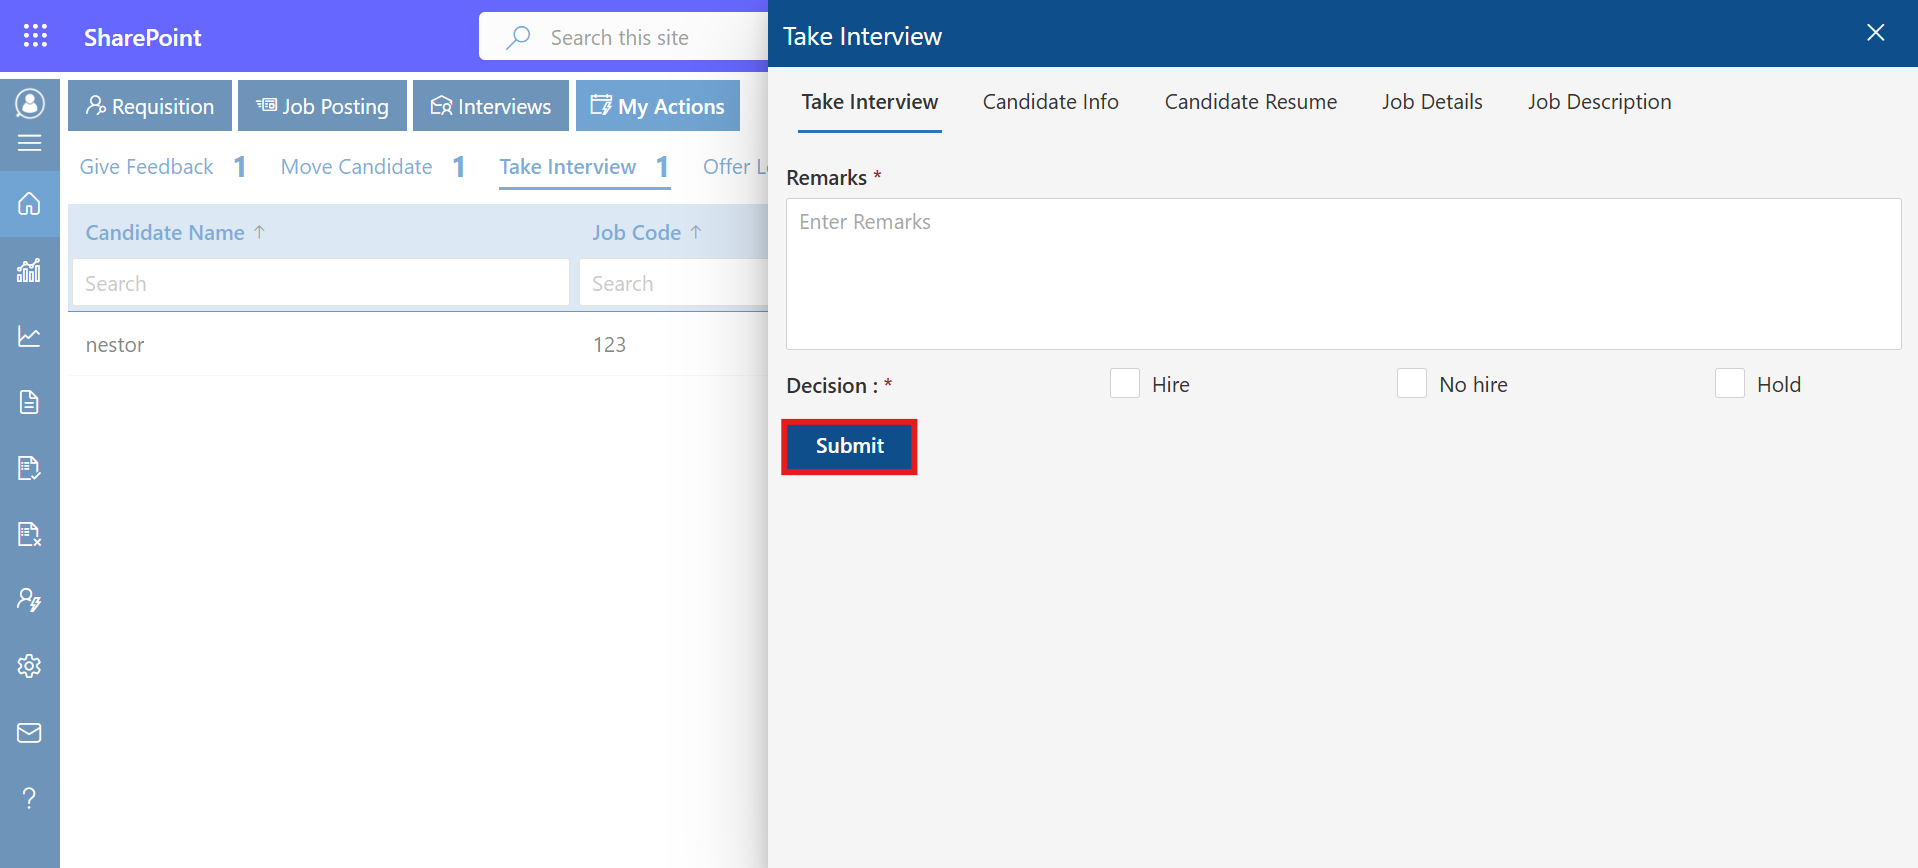 SharePoint
Search this site
Requisition
Job Posting
Interviews
My Actions
Give Feedback 1
Move Candidate 1
Take Interview 1
Offer L
Candidate Name ↑
Job Code ↑
Search
Search
nestor
123
Take Interview
Take Interview
Candidate Info
Candidate Resume
Job Details
Job Description
Remarks *
Enter Remarks
Decision : *
Hire
No hire
Hold
Submit